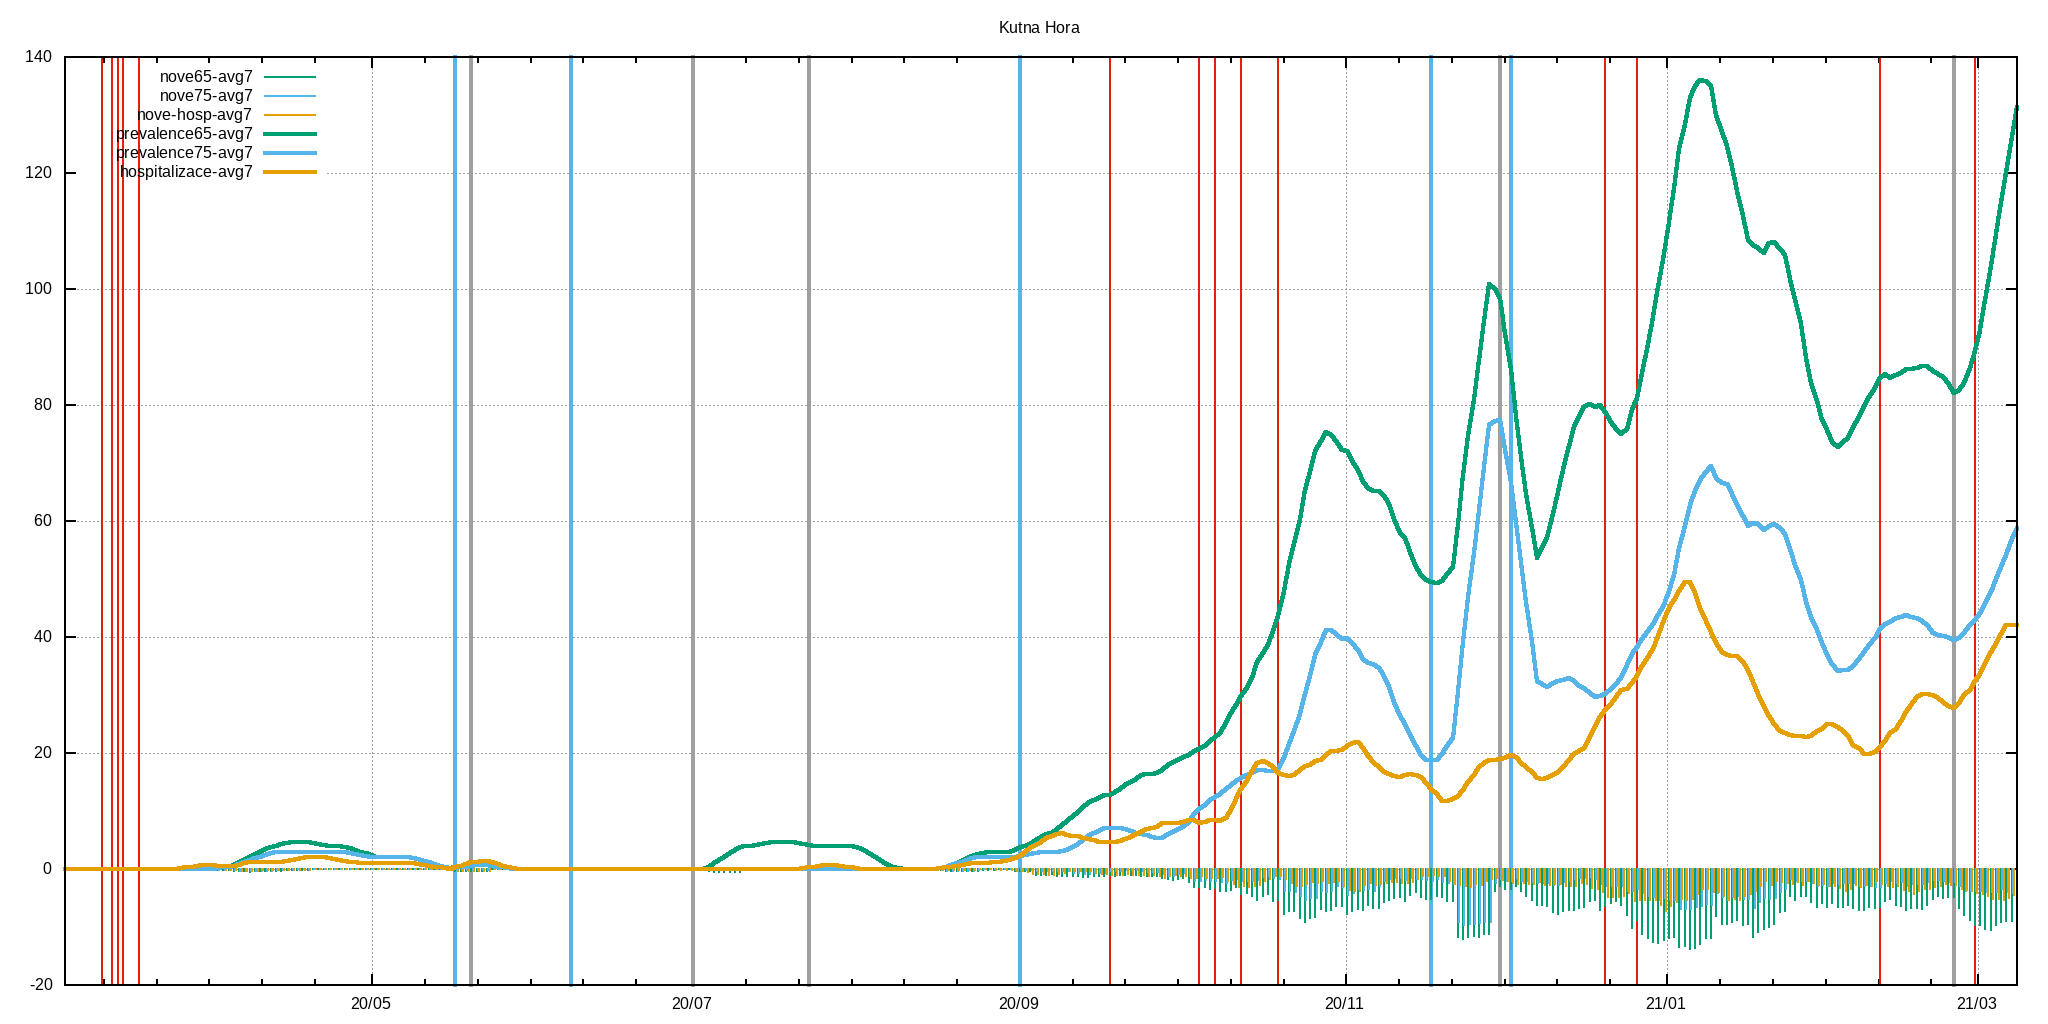 Kutna Hora
140
120
100
80
60
40
20
0
-20
nove65-avg7
nove75-avg7
nove-hosp-avg7
prevalence65-avg7
prevalence75-avg7
hospitalizace-avg7
20/05 20/07 20/09 20/11 21/01 21/03